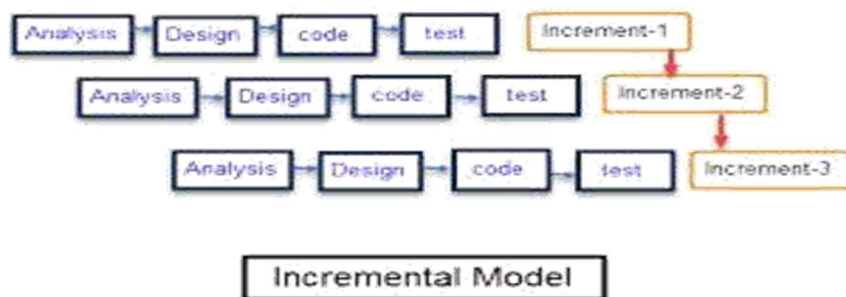 Analysis Design code test Increment-1
Analysis Design code test Increment-2
Analysis Design code test Increment-3
Incremental Model